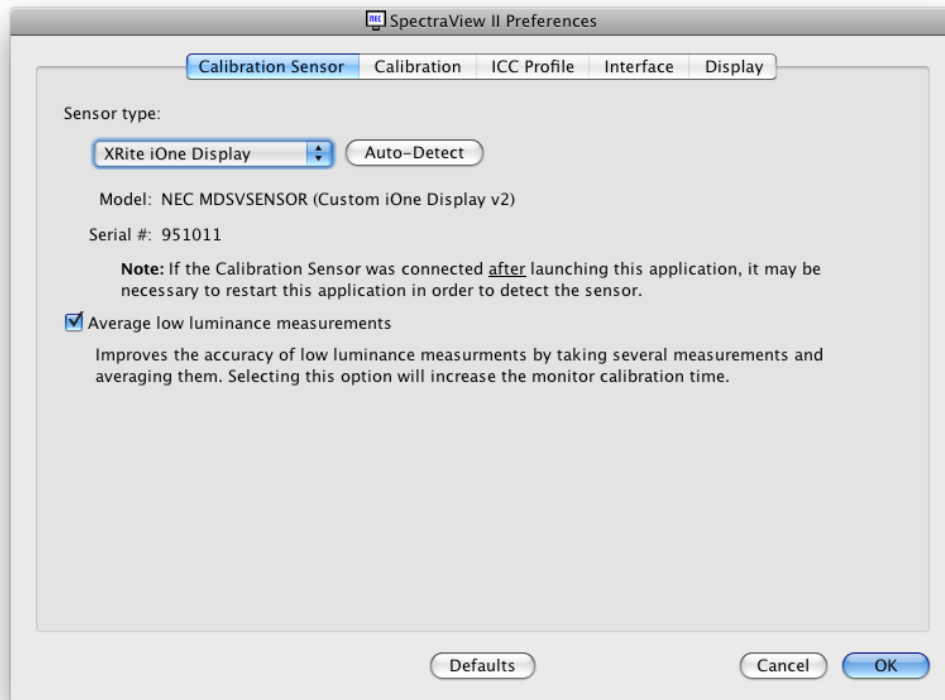 NEC SpectraView II Preferences
Calibration Sensor Calibration ICC Profile Interface Display
Sensor type:
XRite iOne Display Auto-Detect
Model: NEC MDSVSENSOR (Custom iOne Display v2)
Serial #: 951011
Note: If the Calibration Sensor was connected after launching this application, it may be
necessary to restart this application in order to detect the sensor.
Average low luminance measurements
Improves the accuracy of low luminance measurments by taking several measurements and
averaging them. Selecting this option will increase the monitor calibration time.
Defaults Cancel OK